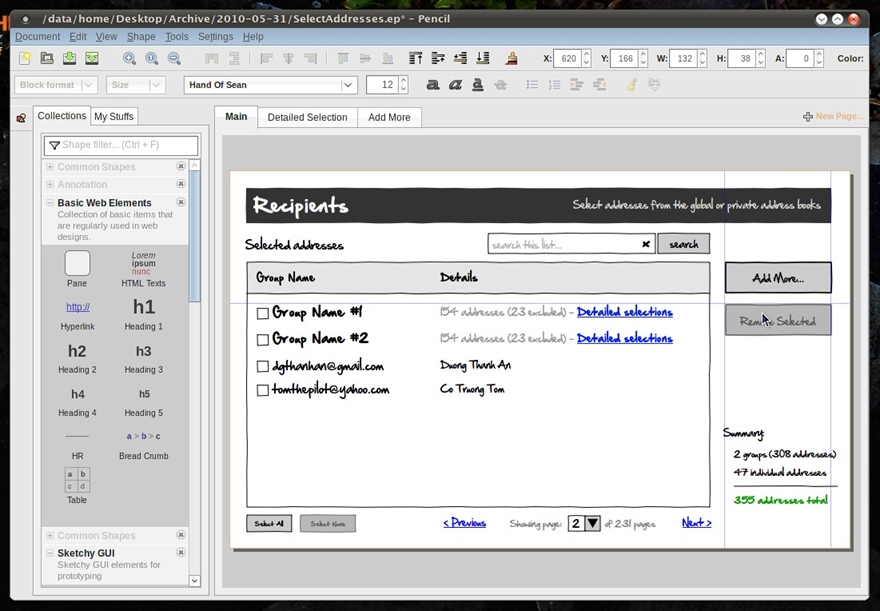 /data/home/Desktop/Archive/2010-05-31/SelectAddresses.ep* - Pencil
Document Edit View Shape Tools Settings Help
X: 620 Y: 166 W: 132 H: 38 A: 0 Color:
Block format Size Hand Of Sean 12 a a a a
Collections My Stuffs
Main Detailed Selection Add More New Page...
Shape filter... (Ctrl + F)
Common Shapes
Annotation
Basic Web Elements
Collection of basic items that
are regularly used in web
designs.
Lorem
ipsum
nunc
Pane HTML Texts
http:// h1
Hyperlink Heading 1
h2 h3
Heading 2 Heading 3
h4 h5
Heading 4 Heading 5
a > b > c
HR Bread Crumb
a b
c d
Table
Common Shapes
Sketchy GUI
Sketchy GUI elements for
prototyping
Recipients Select addresses from the global or private address books
Selected addresses search this list... search
Group Name Details Add More...
Group Name #1 154 addresses (23 excluded) - Detailed selections
Selected
Group Name #2 154 addresses (23 excluded) - Detailed selections
dgthanhan@gmail.com Duong Thanh An
tomthepilot@yahoo.com Co Truong Tom
Summary:
2 groups (308 addresses)
47 individual addresses
355 addresses total
Select All Select None < Previous Showing page: 2 of 231 pages Next >